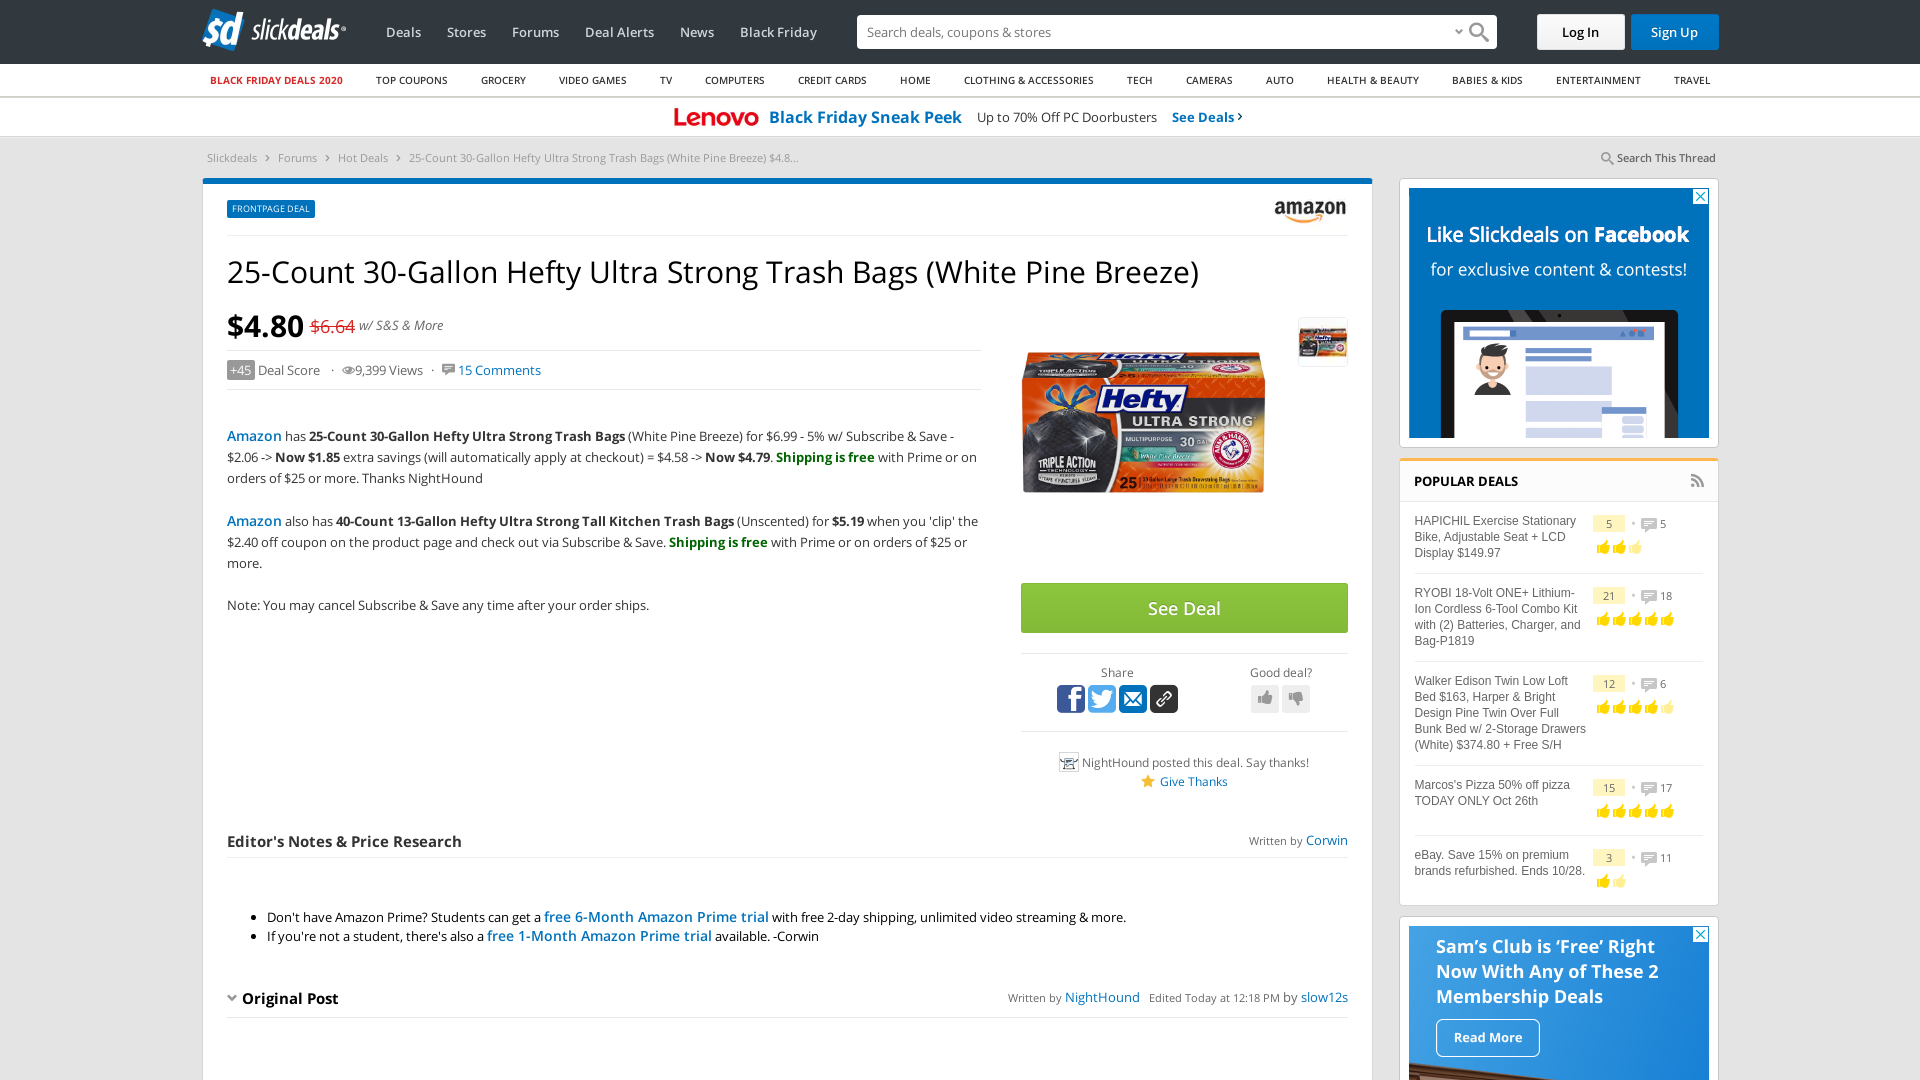 slickdeals
Deals
Stores
Forums
Deal Alerts
News
Black Friday
Search deals, coupons & stores
Log In
Sign Up
BLACK FRIDAY DEALS 2020
TOP COUPONS
GROCERY
VIDEO GAMES
TV
COMPUTERS
CREDIT CARDS
HOME
CLOTHING & ACCESSORIES
TECH
CAMERAS
AUTO
HEALTH & BEAUTY
BABIES & KIDS
ENTERTAINMENT
TRAVEL
Lenovo Black Friday Sneak Peek Up to 70% Off PC Doorbusters See Deals
Slickdeals › Forums › Hot Deals › 25-Count 30-Gallon Hefty Ultra Strong Trash Bags (White Pine Breeze) $4.8...
Search This Thread
FRONTPAGE DEAL
amazon
25-Count 30-Gallon Hefty Ultra Strong Trash Bags (White Pine Breeze)
$4.80 $6.64 w/ S&S & More
+45 Deal Score · 9,399 Views · 15 Comments
Amazon has 25-Count 30-Gallon Hefty Ultra Strong Trash Bags (White Pine Breeze) for $6.99 - 5% w/ Subscribe & Save -
$2.06 -> Now $1.85 extra savings (will automatically apply at checkout) = $4.58 -> Now $4.79. Shipping is free with Prime or on
orders of $25 or more. Thanks NightHound
Amazon also has 40-Count 13-Gallon Hefty Ultra Strong Tall Kitchen Trash Bags (Unscented) for $5.19 when you 'clip' the
$2.40 off coupon on the product page and check out via Subscribe & Save. Shipping is free with Prime or on orders of $25 or
more.
Note: You may cancel Subscribe & Save any time after your order ships.
Hefty
ULTRA STRONG
MULTIPURPOSE 30 GAL
White Pine Breeze
ARM & HAMMER
TRIPLE ACTION
TECHNOLOGY
25
See Deal
Share
Good deal?
NightHound posted this deal. Say thanks!
Give Thanks
Editor's Notes & Price Research
Written by Corwin
• Don't have Amazon Prime? Students can get a free 6-Month Amazon Prime trial with free 2-day shipping, unlimited video streaming & more.
• If you're not a student, there's also a free 1-Month Amazon Prime trial available. -Corwin
Original Post
Written by NightHound Edited Today at 12:18 PM by slow12s
Like Slickdeals on Facebook
for exclusive content & contests!
POPULAR DEALS
HAPICHIL Exercise Stationary
Bike, Adjustable Seat + LCD
Display $149.97
5 • 5
RYOBI 18-Volt ONE+ Lithium-
Ion Cordless 6-Tool Combo Kit
with (2) Batteries, Charger, and
Bag-P1819
21 • 18
Walker Edison Twin Low Loft
Bed $163, Harper & Bright
Design Pine Twin Over Full
Bunk Bed w/ 2-Storage Drawers
(White) $374.80 + Free S/H
12 • 6
Marcos's Pizza 50% off pizza
TODAY ONLY Oct 26th
15 • 17
eBay. Save 15% on premium
brands refurbished. Ends 10/28.
3 • 11
Sam's Club is 'Free' Right
Now With Any of These 2
Membership Deals
Read More